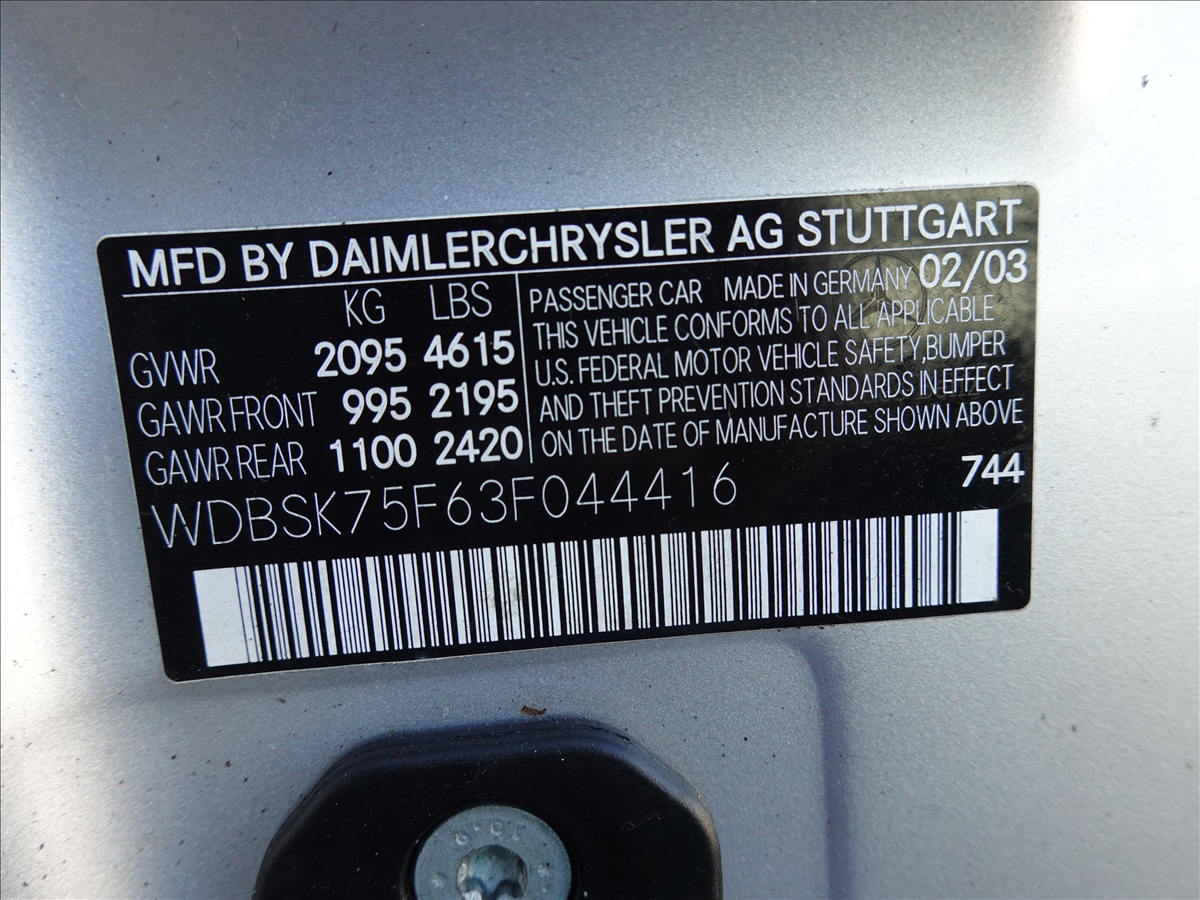 MFD BY DAIMLERCHRYSLER AG STUTTGART
KG LBS
GVWR 2095 4615
GAWR FRONT 995 2195
GAWR REAR 1100 2420
PASSENGER CAR MADE IN GERMANY 02/03
THIS VEHICLE CONFORMS TO ALL APPLICABLE
U.S. FEDERAL MOTOR VEHICLE SAFETY,BUMPER
AND THEFT PREVENTION STANDARDS IN EFFECT
ON THE DATE OF MANUFACTURE SHOWN ABOVE
WDBSK75F63F044416
744